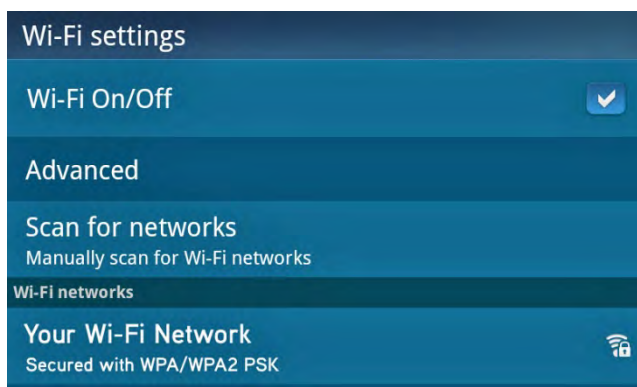 Wi-Fi settings
Wi-Fi On/Off
Advanced
Scan for networks
Manually scan for Wi-Fi networks
Wi-Fi networks
Your Wi-Fi Network
Secured with WPA/WPA2 PSK